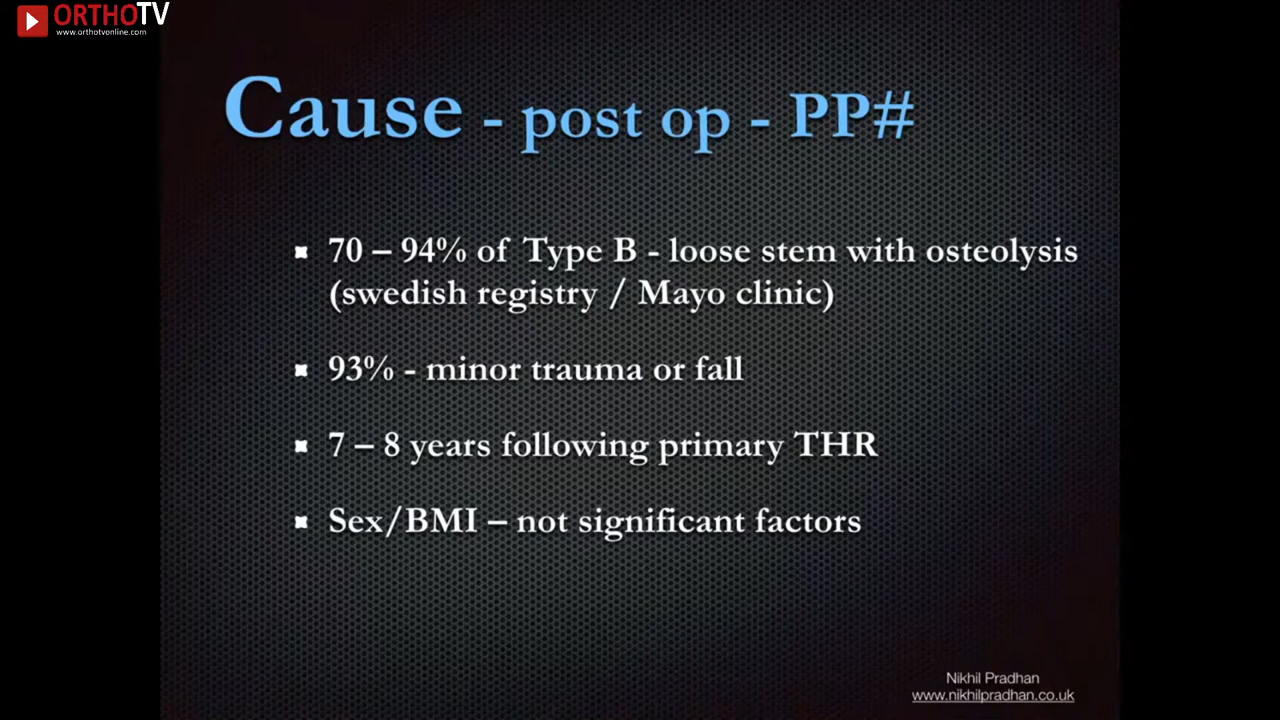 ORTHOTV
www.orthotvonline.com
Cause - post op - PP#
70 – 94% of Type B - loose stem with osteolysis
(swedish registry / Mayo clinic)
93% - minor trauma or fall
7 – 8 years following primary THR
Sex/BMI – not significant factors
Nikhil Pradhan
www.nikhilpradhan.co.uk